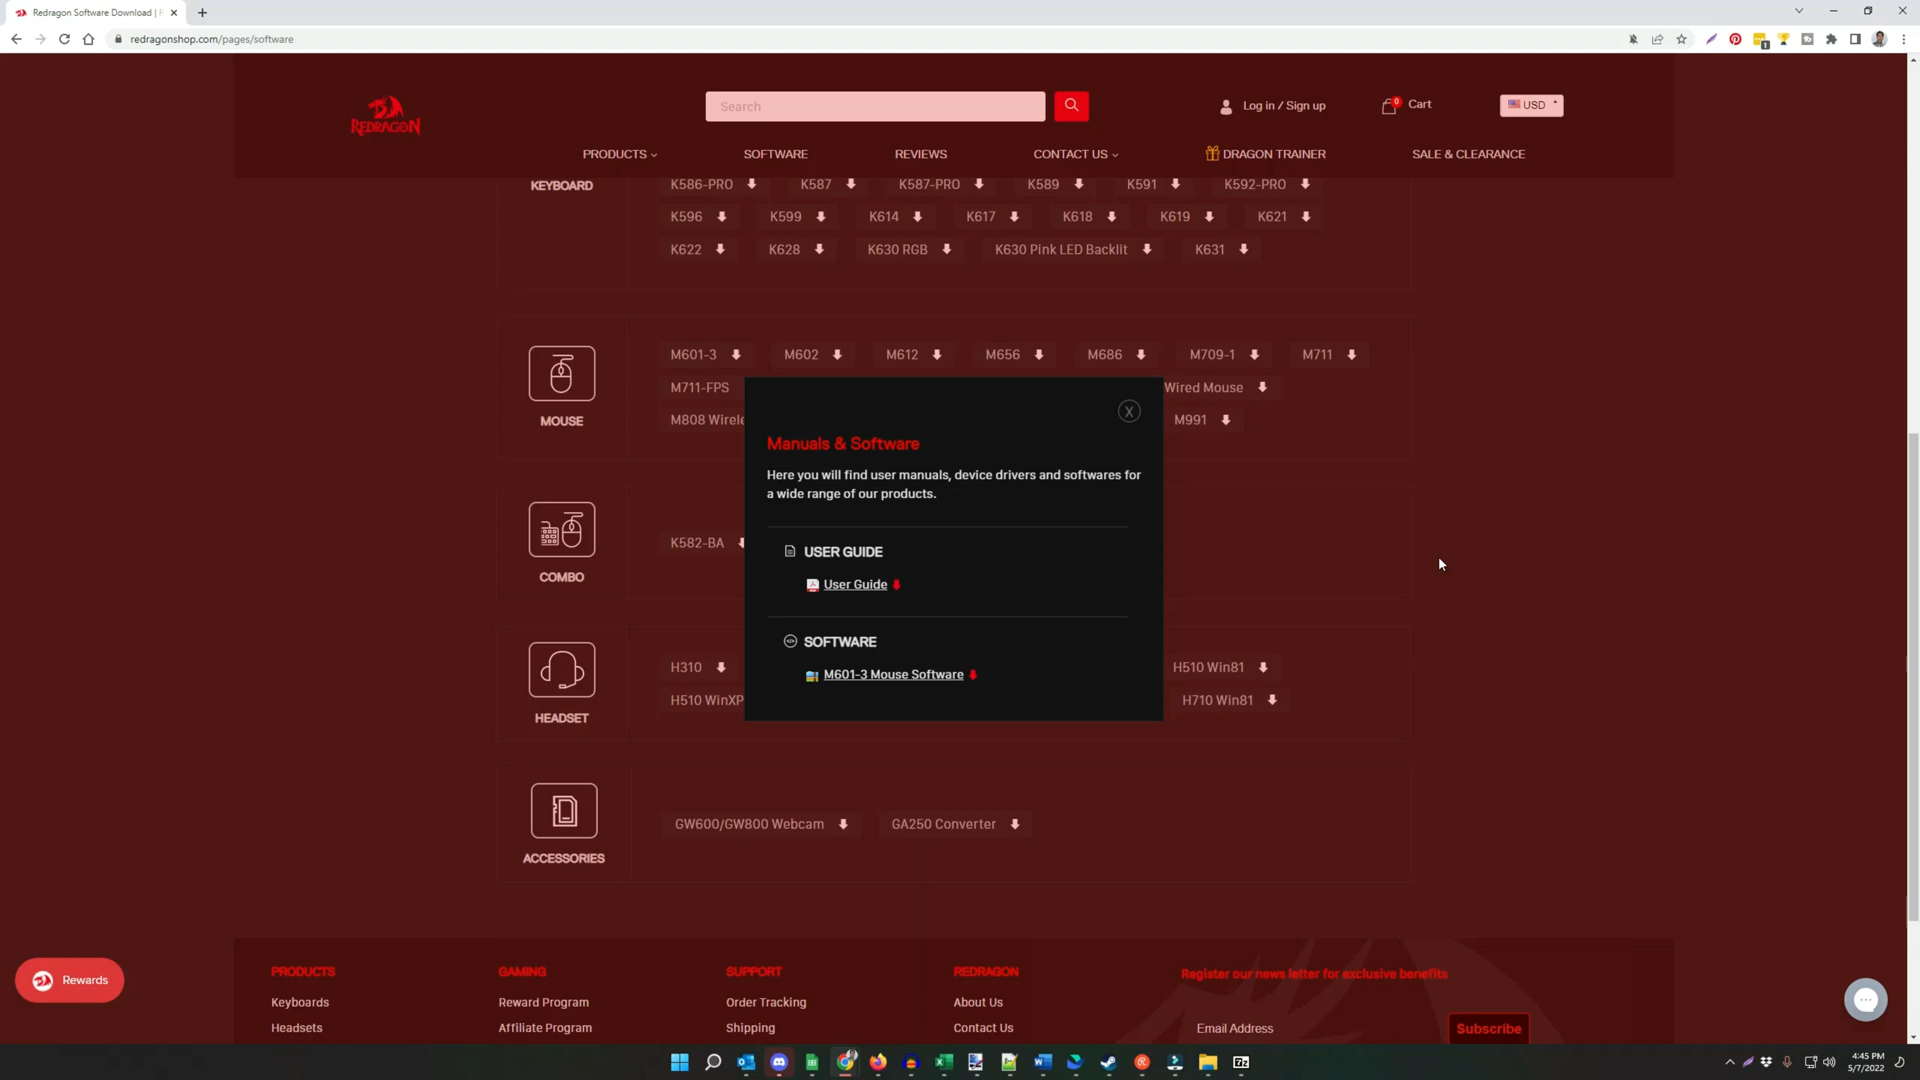 Redragon Software Download |
redragonshop.com/pages/software
REDRAGON
Search
Log in / Sign up
0
Cart
USD
PRODUCTS
SOFTWARE
REVIEWS
CONTACT US
DRAGON TRAINER
SALE & CLEARANCE
KEYBOARD
K586-PRO K587 K587-PRO K589 K591 K592-PRO
K596 K599 K614 K617 K618 K619 K621
K622 K628 K630 RGB K630 Pink LED Backlit K631
MOUSE
M601-3 M602 M612 M656 M686 M709-1 M711
M711-FPS Wired Mouse
M808 M991
COMBO
K582-BA
HEADSET
H310 H510 Win81
H510 WinXP H710 Win81
ACCESSORIES
GW600/GW800 Webcam GA250 Converter
X
Manuals & Software
Here you will find user manuals, device drivers and softwares for
a wide range of our products.
USER GUIDE
User Guide
SOFTWARE
M601-3 Mouse Software
PRODUCTS
Keyboards
Headsets
GAMING
Reward Program
Affiliate Program
SUPPORT
Order Tracking
Shipping
REDRAGON
About Us
Contact Us
Register our news letter for exclusive benefits
Email Address
Subscribe
Rewards
4:45 PM
5/7/2022